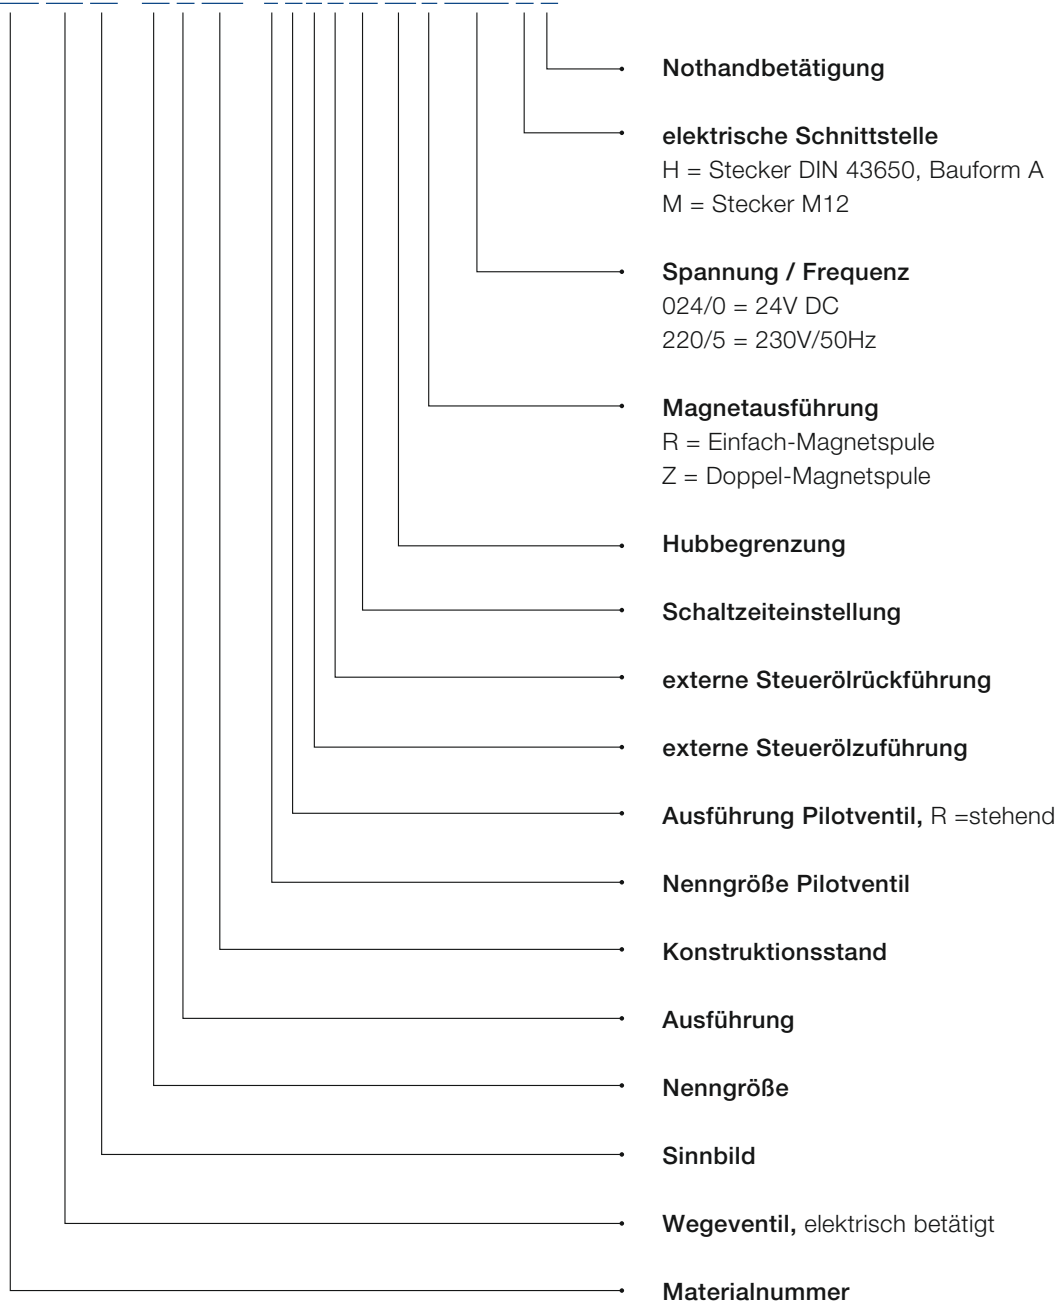 Nothandbetätigung
elektrische Schnittstelle
H = Stecker DIN 43650, Bauform A
M = Stecker M12
Spannung / Frequenz
024/0 = 24V DC
220/5 = 230V/50Hz
Magnetausführung
R = Einfach-Magnetspule
Z = Doppel-Magnetspule
Hubbegrenzung
Schaltzeiteinstellung
externe Steuerölrückführung
externe Steuerölzuführung
Ausführung Pilotventil, R =stehend
Nenngröße Pilotventil
Konstruktionsstand
Ausführung
Nenngröße
Sinnbild
Wegeventil, elektrisch betätigt
Materialnummer